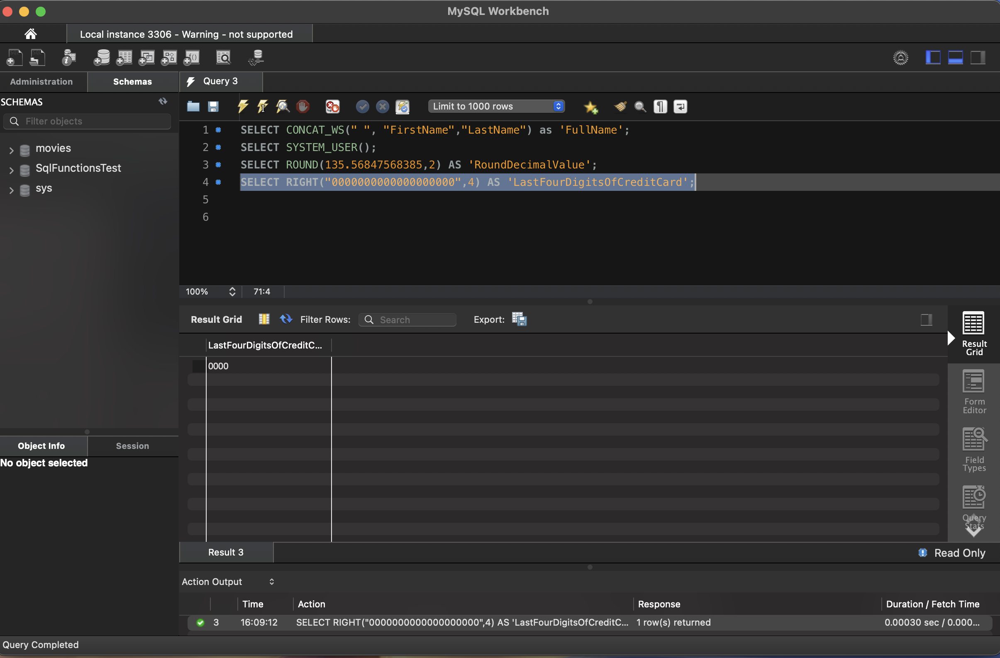 MySQL Workbench
Local instance 3306 - Warning - not supported
Administration
Schemas
Query 3
SCHEMAS
Filter objects
movies
SqlFunctionsTest
sys
Limit to 1000 rows
1 SELECT CONCAT_WS(" ", "FirstName","LastName") as 'FullName';
2 SELECT SYSTEM_USER();
3 SELECT ROUND(135.56847568385,2) AS 'RoundDecimalValue';
4 SELECT RIGHT("0000000000000000000",4) AS 'LastFourDigitsOfCreditCard';
5
6
100%
71:4
Result Grid
Filter Rows:
Search
Export:
LastFourDigitsOfCreditC...
0000
Result
Grid
Form
Editor
Field
Types
Query
Stats
Object Info
Session
No object selected
Result 3
Read Only
Action Output
Time Action Response Duration / Fetch Time
3 16:09:12 SELECT RIGHT("0000000000000000000",4) AS 'LastFourDigitsOfCreditC... 1 row(s) returned 0.00030 sec / 0.000...
Query Completed